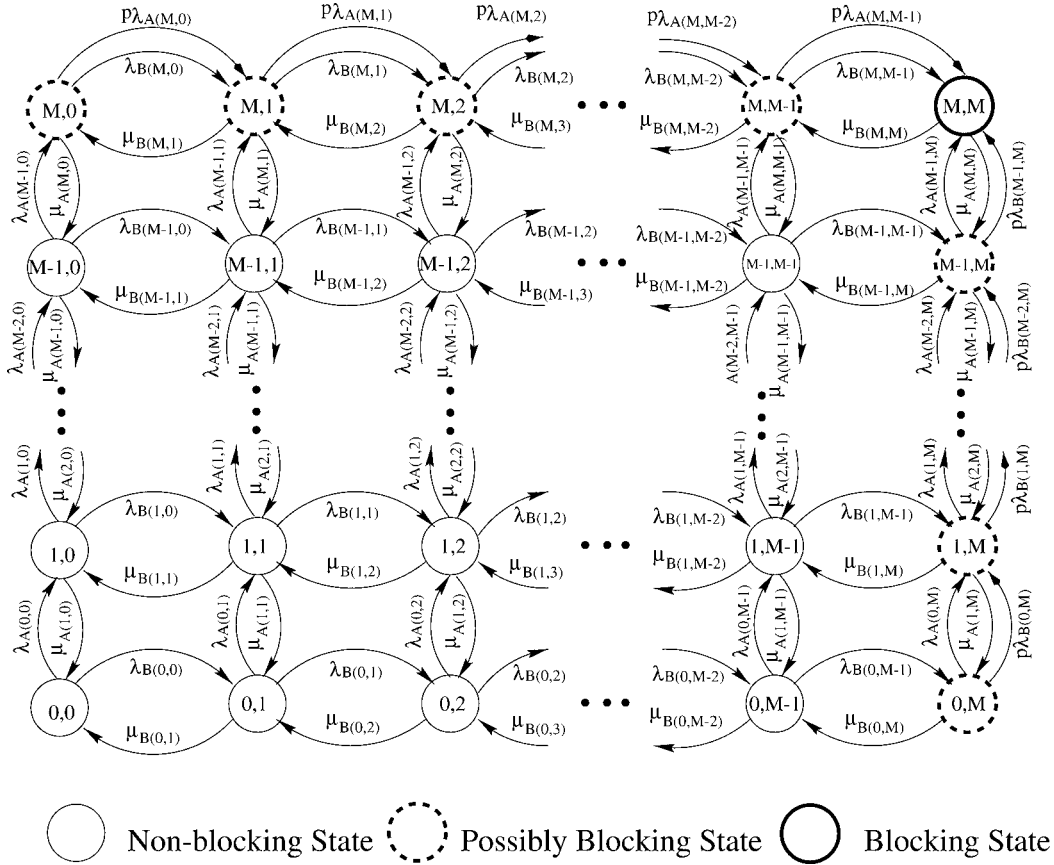 pλA(M,0) pλA(M,1) pλA(M,2) pλA(M,M-2) pλA(M,M-1)
λB(M,0) λB(M,1) λB(M,2) λB(M,M-2) λB(M,M-1)
M,0 M,1 M,2 • • • M,M-1 M,M
μB(M,1) μB(M,2) μB(M,3) μB(M,M-2) μB(M,M)
λA(M-1,0) μA(M,0) λA(M-1,1) μA(M,1) λA(M-1,2) μA(M,2) λA(M-1,M-1) μA(M,M-1) λA(M-1,M) μA(M,M) pλB(M-1,M)
λB(M-1,0) λB(M-1,1) λB(M-1,2) λB(M-1,M-2) λB(M-1,M-1)
M-1,0 M-1,1 M-1,2 • • • M-1,M-1 M-1,M
μB(M-1,1) μB(M-1,2) μB(M-1,3) μB(M-1,M-2) μB(M-1,M)
λA(M-2,0) μA(M-1,0) λA(M-2,1) μA(M-1,1) λA(M-2,2) μA(M-1,2) A(M-2,M-1) μA(M-1,M-1) λA(M-2,M) μA(M-1,M) pλB(M-2,M)
λA(1,0) μA(2,0) λA(1,1) μA(2,1) λA(1,2) μA(2,2) λA(1,M-1) μA(2,M-1) λA(1,M) μA(2,M) pλB(1,M)
λB(1,0) λB(1,1) λB(1,2) λB(1,M-2) λB(1,M-1)
1,0 1,1 1,2 • • • 1,M-1 1,M
μB(1,1) μB(1,2) μB(1,3) μB(1,M-2) μB(1,M)
λA(0,0) μA(1,0) λA(0,1) μA(1,1) λA(0,2) μA(1,2) λA(0,M-1) μA(1,M-1) λA(0,M) μA(1,M) pλB(0,M)
λB(0,0) λB(0,1) λB(0,2) λB(0,M-2) λB(0,M-1)
0,0 0,1 0,2 • • • 0,M-1 0,M
μB(0,1) μB(0,2) μB(0,3) μB(0,M-2) μB(0,M)
Non-blocking State Possibly Blocking State Blocking State